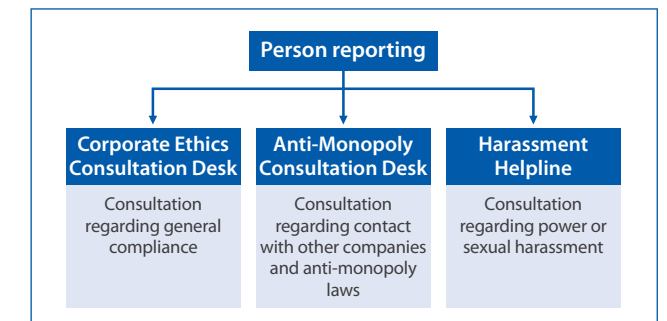 Person reporting
Corporate Ethics
Consultation Desk
Consultation
regarding general
compliance
Anti-Monopoly
Consultation Desk
Consultation
regarding contact
with other companies
and anti-monopoly
laws
Harassment
Helpline
Consultation
regarding power or
sexual harassment